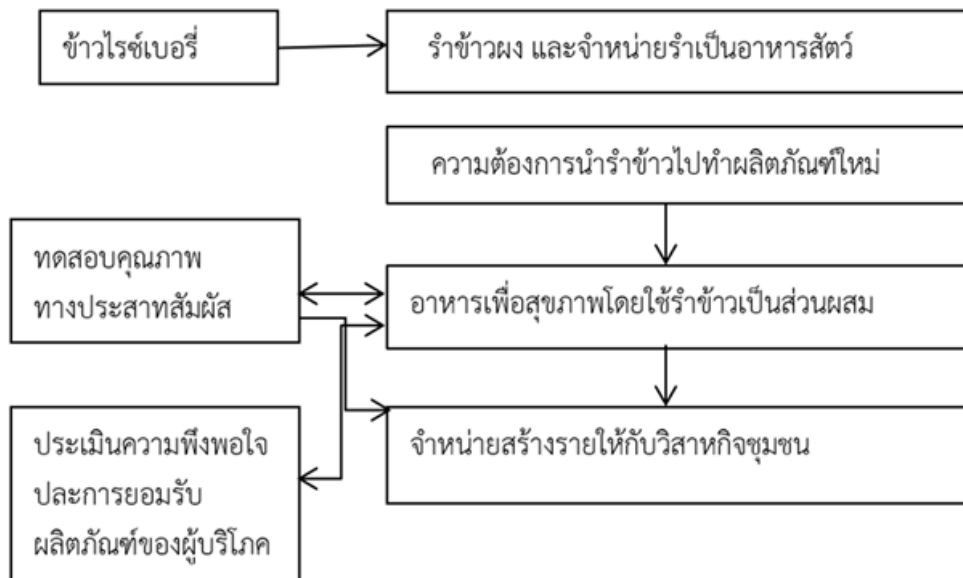 ข้าวไรซ์เบอรี่
รำข้าวผง และจำหน่ายรำเป็นอาหารสัตว์
ความต้องการนำรำข้าวไปทำผลิตภัณฑ์ใหม่
ทดสอบคุณภาพ
ทางประสาทสัมผัส
อาหารเพื่อสุขภาพโดยใช้รำข้าวเป็นส่วนผสม
ประเมินความพึงพอใจ
ปละการยอมรับ
ผลิตภัณฑ์ของผู้บริโภค
จำหน่ายสร้างรายให้กับวิสาหกิจชุมชน